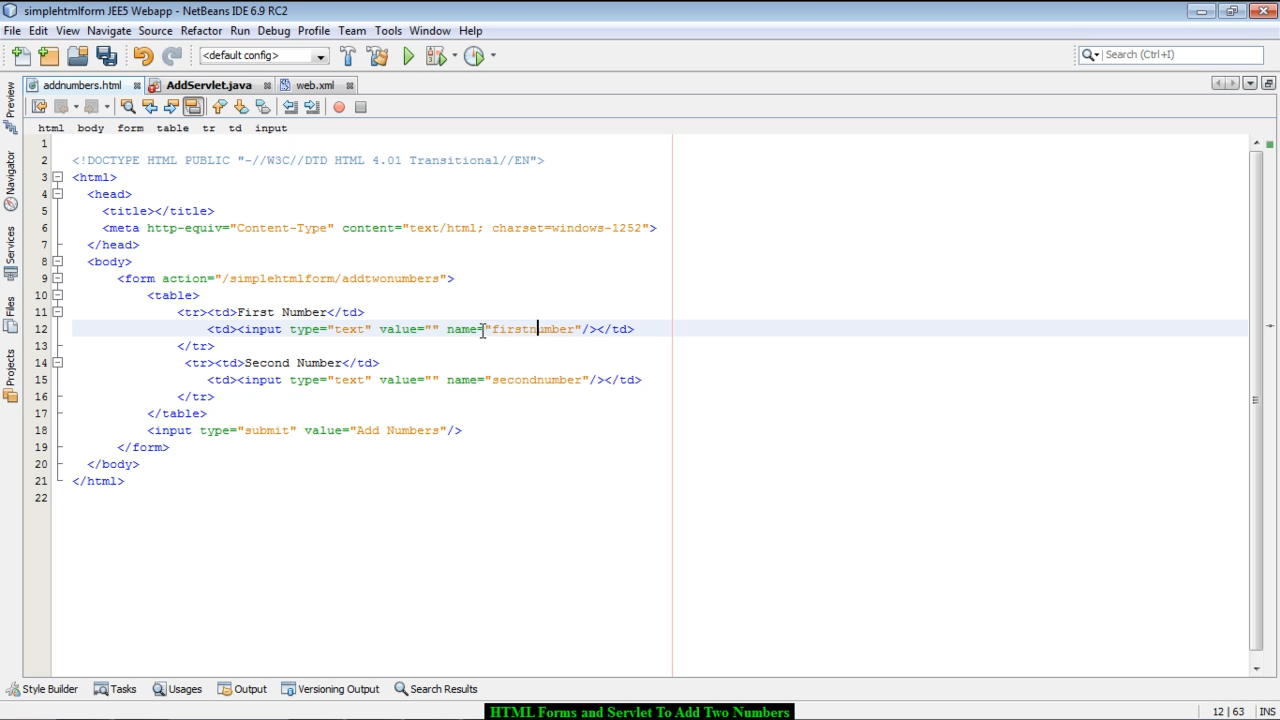 simplehtmlform JEE5 Webapp - NetBeans IDE 6.9 RC2
File Edit View Navigate Source Refactor Run Debug Profile Team Tools Window Help
<default config>
Search (Ctrl+I)
addnumbers.html
AddServlet.java
web.xml
html body form table tr td input
Preview
Navigator
Services
Files
Projects
1
2 <!DOCTYPE HTML PUBLIC "-//W3C//DTD HTML 4.01 Transitional//EN">
3 <html>
4 <head>
5 <title></title>
6 <meta http-equiv="Content-Type" content="text/html; charset=windows-1252">
7 </head>
8 <body>
9 <form action="/simplehtmlform/addtwonumbers">
10 <table>
11 <tr><td>First Number</td>
12 <td><input type="text" value="" name="firstnumber"/></td>
13 </tr>
14 <tr><td>Second Number</td>
15 <td><input type="text" value="" name="secondnumber"/></td>
16 </tr>
17 </table>
18 <input type="submit" value="Add Numbers"/>
19 </form>
20 </body>
21 </html>
22
Style Builder Tasks Usages Output Versioning Output Search Results
HTML Forms and Servlet To Add Two Numbers
12 | 63 INS